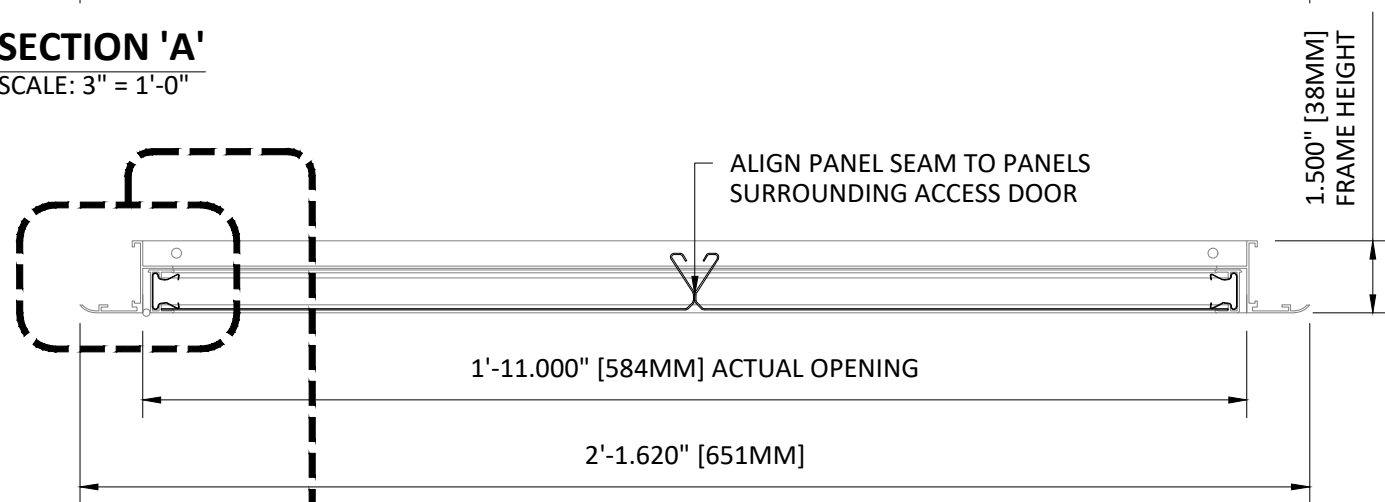 SECTION 'A'
SCALE: 3" = 1'-0"
1.500" [38MM]
FRAME HEIGHT
ALIGN PANEL SEAM TO PANELS
SURROUNDING ACCESS DOOR
1'-11.000" [584MM] ACTUAL OPENING
2'-1.620" [651MM]